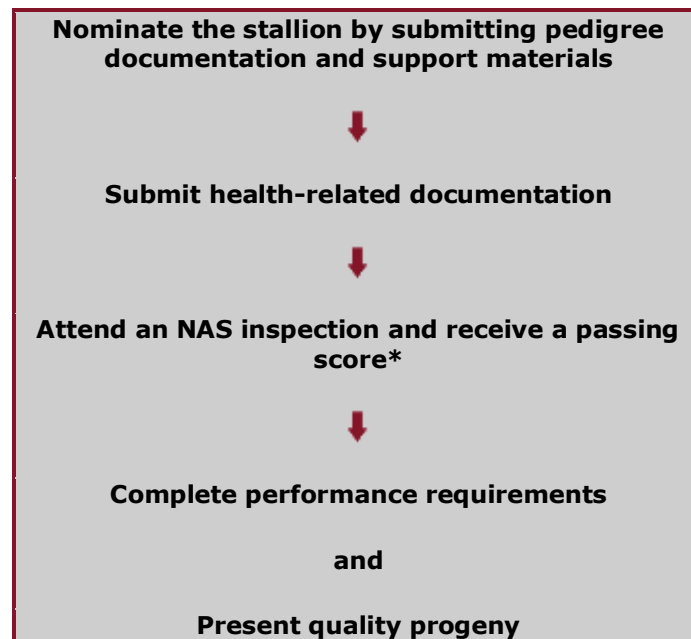 Nominate the stallion by submitting pedigree
documentation and support materials
Submit health-related documentation
Attend an NAS inspection and receive a passing
score*
Complete performance requirements
and
Present quality progeny